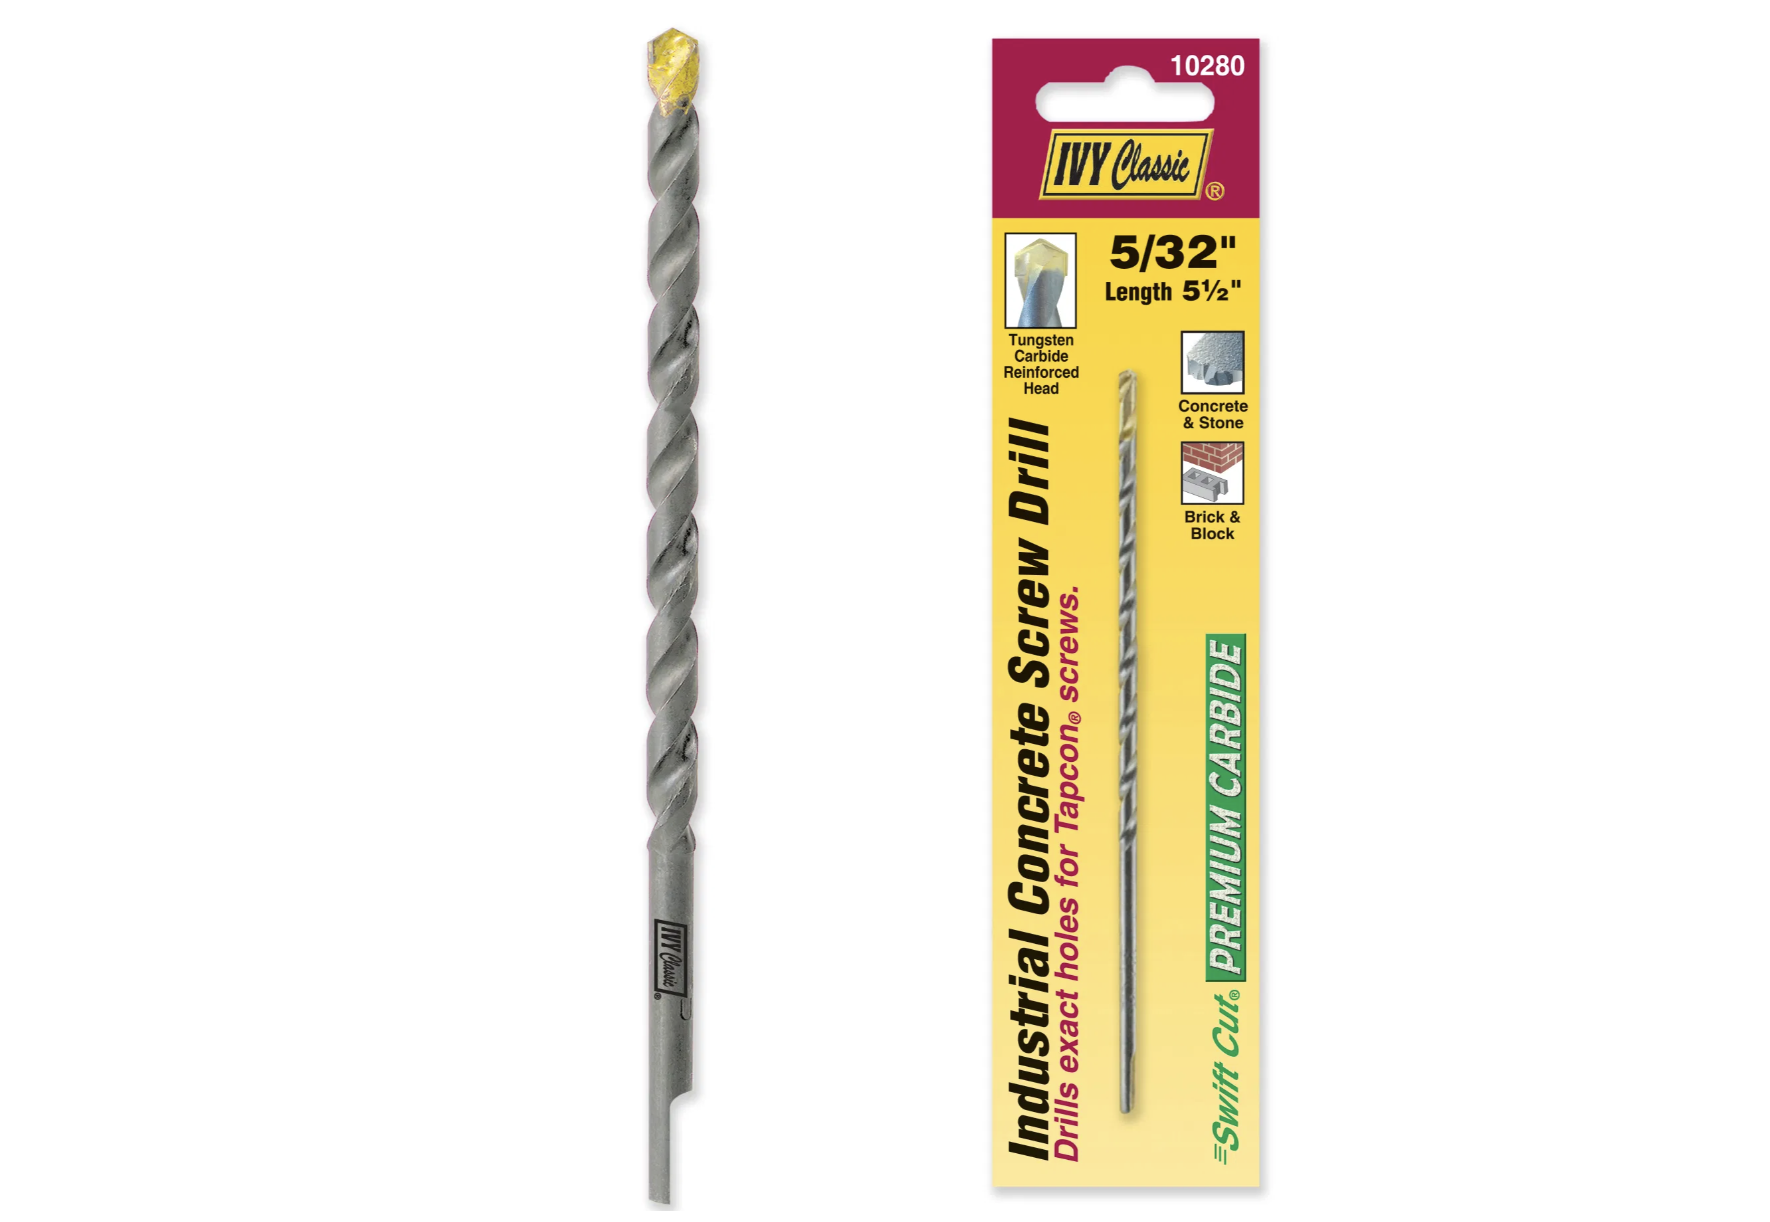 IVY Classic
®
10280
IVY Classic
®
5/32"
Length 5½"
Tungsten
Carbide
Reinforced
Head
Concrete
& Stone
Brick &
Block
Industrial Concrete Screw Drill
Drills exact holes for Tapcon® screws.
Swift Cut® PREMIUM CARBIDE